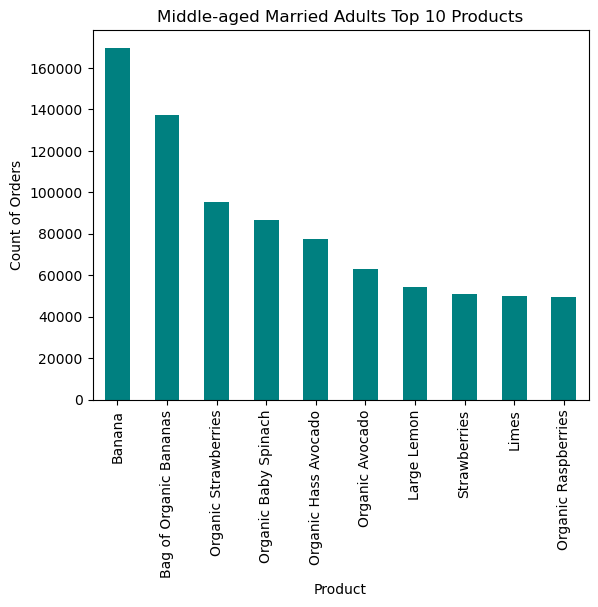 Middle-aged Married Adults Top 10 Products
Count of Orders
160000
140000
120000
100000
80000
60000
40000
20000
0
Banana
Bag of Organic Bananas
Organic Strawberries
Organic Baby Spinach
Organic Hass Avocado
Organic Avocado
Large Lemon
Strawberries
Limes
Organic Raspberries
Product